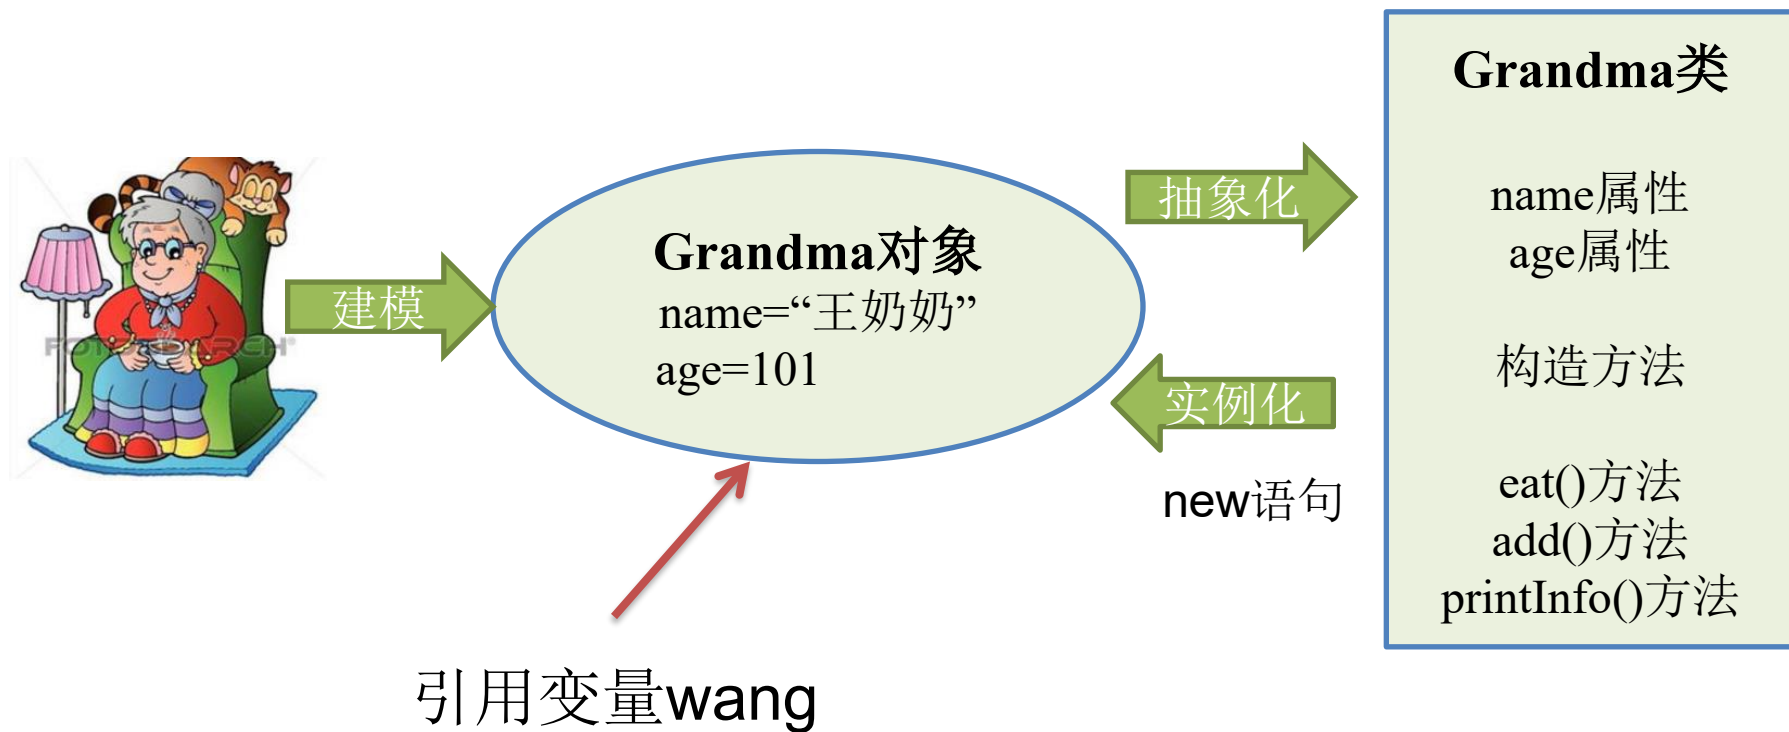 Grandma类
name属性
age属性
构造方法
eat()方法
add()方法
printInfo()方法
抽象化
实例化
new语句
Grandma对象
name=“王奶奶”
age=101
建模
引用变量wang